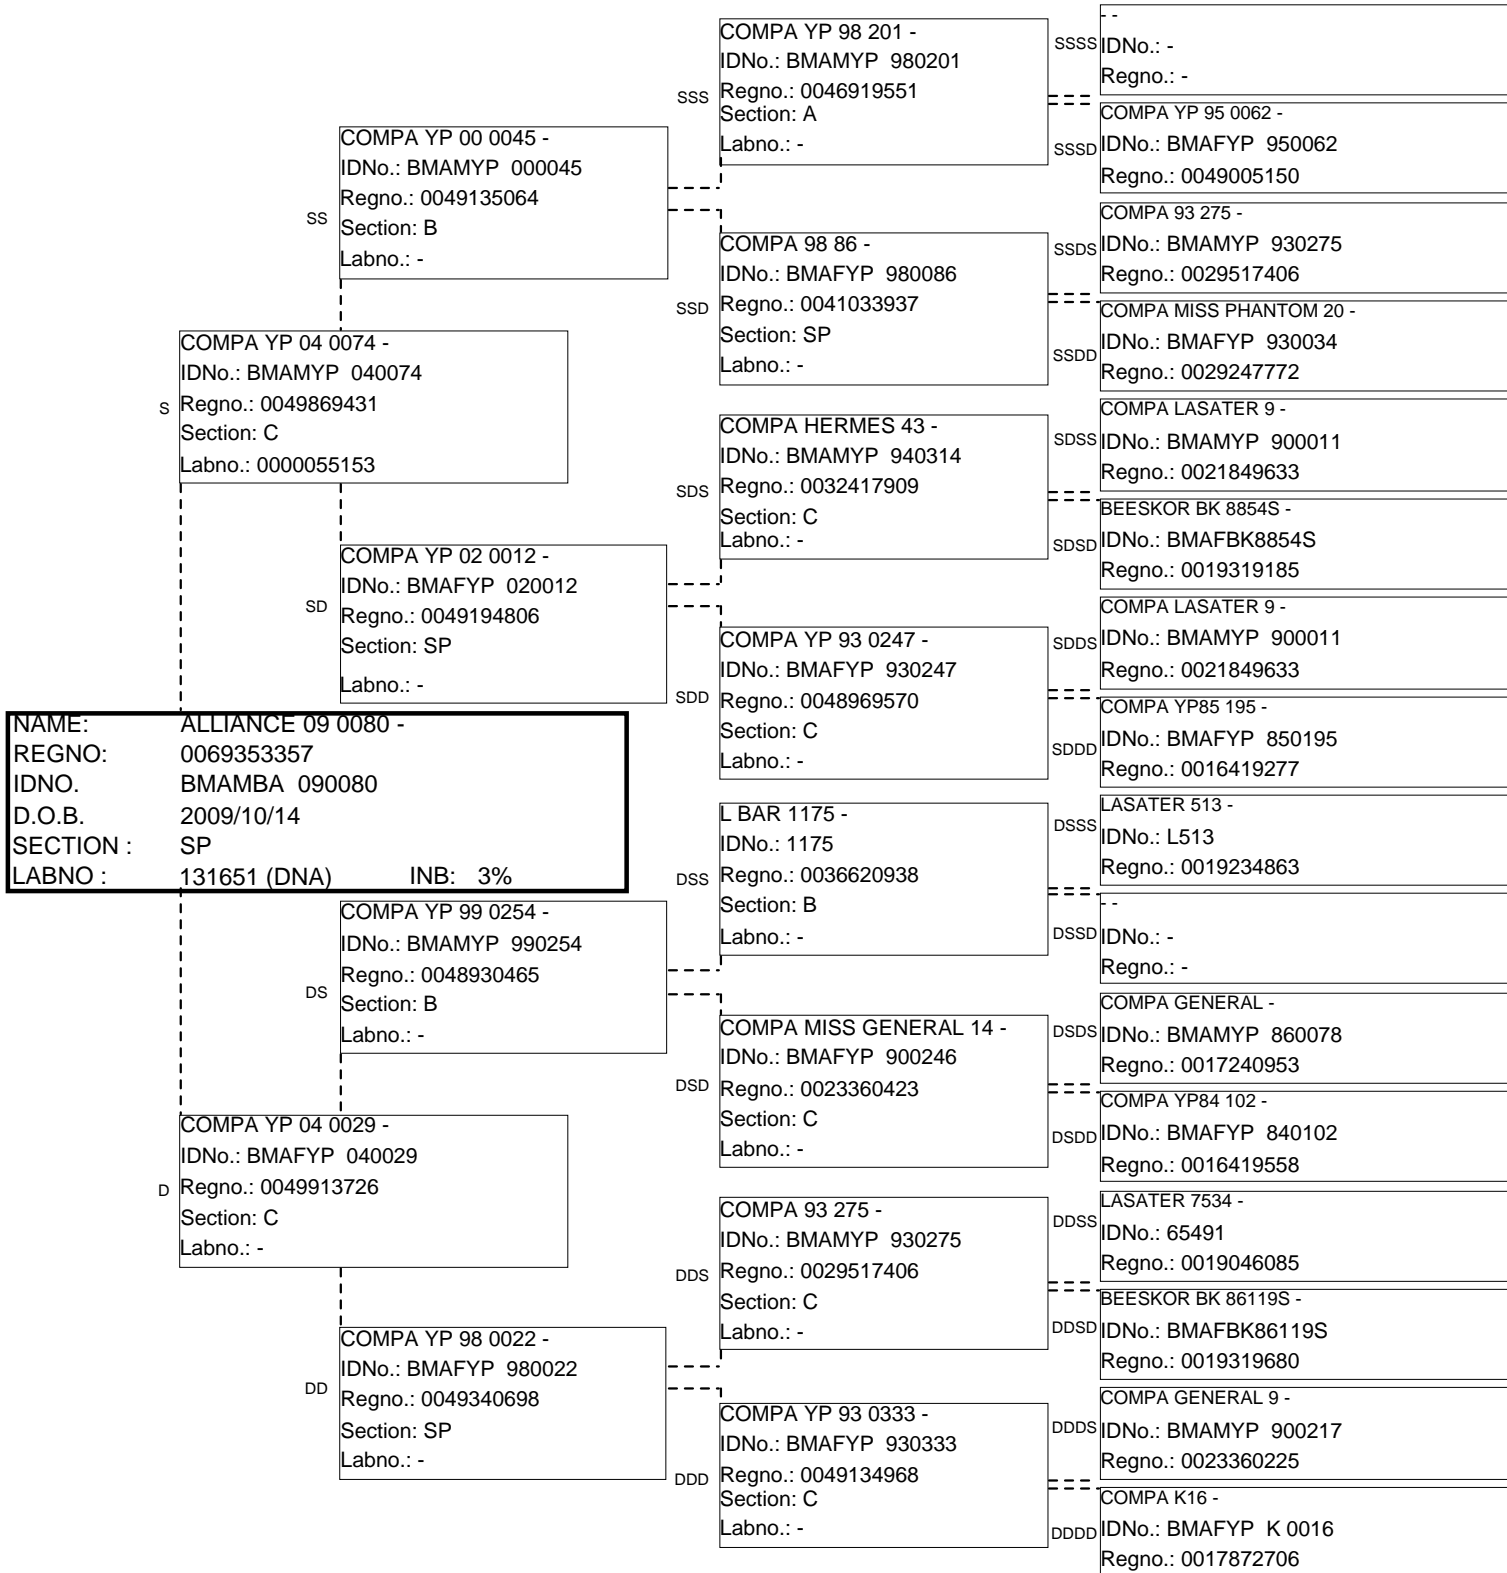 COMPA YP 98 201 -
IDNo.: BMAMYP  980201
SSS Regno.: 0046919551
Section: A
Labno.: -
- -
SSSS IDNo.: -
Regno.: -
COMPA YP 95 0062 -
SSSD IDNo.: BMAFYP  950062
Regno.: 0049005150
COMPA YP 00 0045 -
IDNo.: BMAMYP  000045
Regno.: 0049135064
SS
Section: B
Labno.: -
COMPA 98 86 -
IDNo.: BMAFYP  980086
SSD Regno.: 0041033937
Section: SP
Labno.: -
COMPA 93 275 -
SSDS IDNo.: BMAMYP  930275
Regno.: 0029517406
COMPA MISS PHANTOM 20 -
IDNo.: BMAFYP  930034
SSDD
Regno.: 0029247772
COMPA YP 04 0074 -
IDNo.: BMAMYP  040074
S Regno.: 0049869431
Section: C
Labno.: 0000055153
COMPA HERMES 43 -
IDNo.: BMAMYP  940314
SDS Regno.: 0032417909
Section: C
Labno.: -
COMPA LASATER 9 -
SDSS IDNo.: BMAMYP  900011
Regno.: 0021849633
BEESKOR BK 8854S -
SDSD IDNo.: BMAFBK8854S
Regno.: 0019319185
COMPA YP 02 0012 -
IDNo.: BMAFYP  020012
SD
Regno.: 0049194806
Section: SP
Labno.: -
COMPA YP 93 0247 -
IDNo.: BMAFYP  930247
SDD Regno.: 0048969570
Section: C
Labno.: -
COMPA LASATER 9 -
SDDS IDNo.: BMAMYP  900011
Regno.: 0021849633
COMPA YP85 195 -
SDDD IDNo.: BMAFYP  850195
Regno.: 0016419277
NAME: ALLIANCE 09 0080 -
REGNO: 0069353357
IDNO. BMAMBA  090080
D.O.B. 2009/10/14
SECTION : SP
LABNO : 131651 (DNA) INB: 3%
L BAR 1175 -
IDNo.: 1175
DSS Regno.: 0036620938
Section: B
Labno.: -
LASATER 513 -
DSSS
IDNo.: L513
Regno.: 0019234863
- -
DSSD IDNo.: -
Regno.: -
COMPA YP 99 0254 -
IDNo.: BMAMYP  990254
Regno.: 0048930465
DS
Section: B
Labno.: -
COMPA MISS GENERAL 14 -
IDNo.: BMAFYP  900246
DSD Regno.: 0023360423
Section: C
Labno.: -
COMPA GENERAL -
DSDS IDNo.: BMAMYP  860078
Regno.: 0017240953
COMPA YP84 102 -
DSDD IDNo.: BMAFYP  840102
Regno.: 0016419558
COMPA YP 04 0029 -
IDNo.: BMAFYP  040029
D Regno.: 0049913726
Section: C
Labno.: -
COMPA 93 275 -
IDNo.: BMAMYP  930275
DDS Regno.: 0029517406
Section: C
Labno.: -
LASATER 7534 -
DDSS
IDNo.: 65491
Regno.: 0019046085
BEESKOR BK 86119S -
DDSD IDNo.: BMAFBK86119S
Regno.: 0019319680
COMPA YP 98 0022 -
IDNo.: BMAFYP  980022
DD Regno.: 0049340698
Section: SP
Labno.: -
COMPA YP 93 0333 -
IDNo.: BMAFYP  930333
DDD Regno.: 0049134968
Section: C
Labno.: -
COMPA GENERAL 9 -
DDDS IDNo.: BMAMYP  900217
Regno.: 0023360225
COMPA K16 -
DDDD IDNo.: BMAFYP  K 0016
Regno.: 0017872706